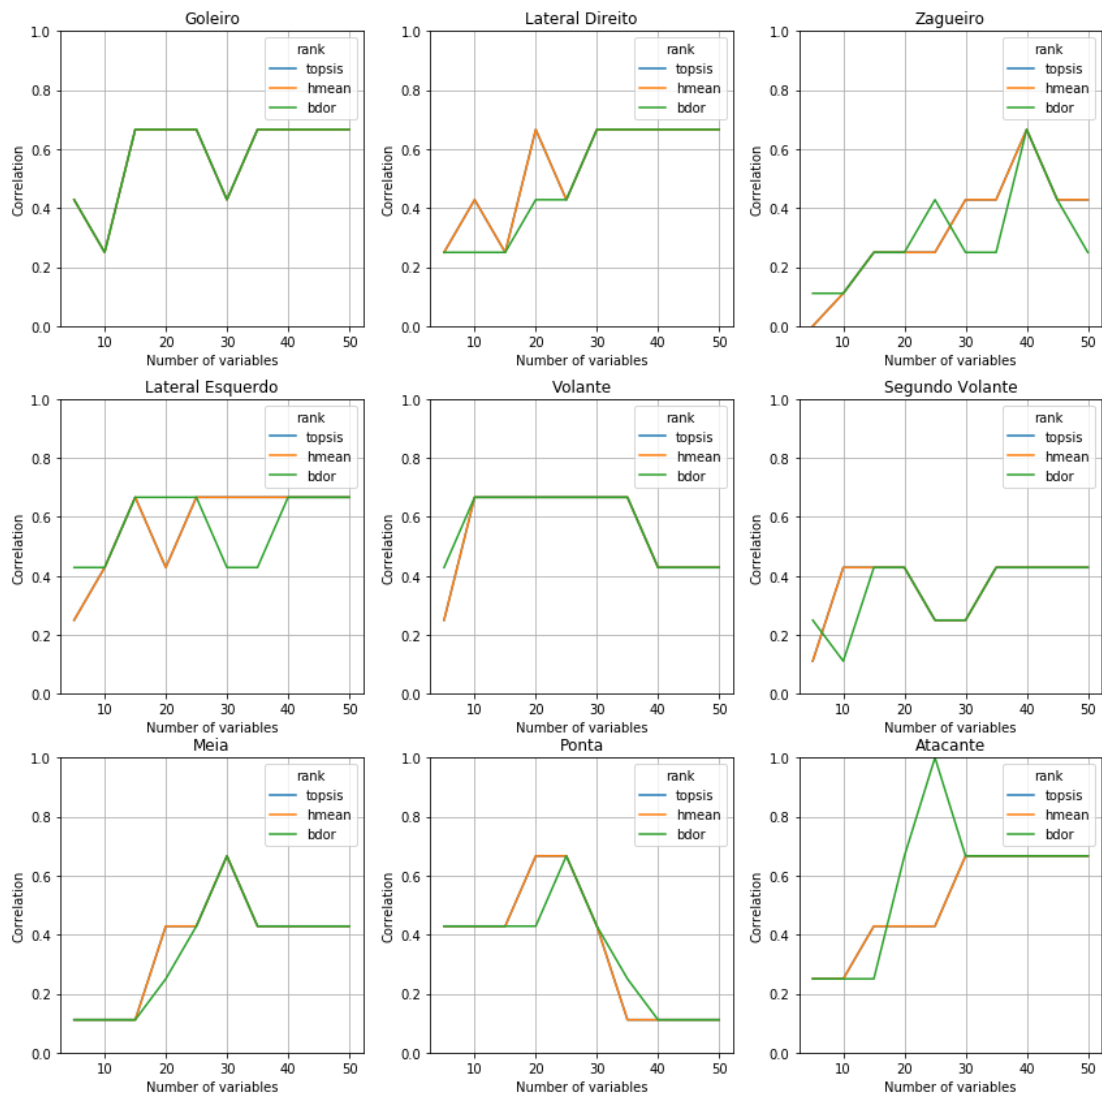 Goleiro
1.0
0.8
0.6
0.4
0.2
0.0
Correlation
rank
topsis
hmean
bdor
10 20 30 40 50
Number of variables
Lateral Direito
1.0
0.8
0.6
0.4
0.2
0.0
Correlation
rank
topsis
hmean
bdor
10 20 30 40 50
Number of variables
Zagueiro
1.0
0.8
0.6
0.4
0.2
0.0
Correlation
rank
topsis
hmean
bdor
10 20 30 40 50
Number of variables
Lateral Esquerdo
1.0
0.8
0.6
0.4
0.2
0.0
Correlation
rank
topsis
hmean
bdor
10 20 30 40 50
Number of variables
Volante
1.0
0.8
0.6
0.4
0.2
0.0
Correlation
rank
topsis
hmean
bdor
10 20 30 40 50
Number of variables
Segundo Volante
1.0
0.8
0.6
0.4
0.2
0.0
Correlation
rank
topsis
hmean
bdor
10 20 30 40 50
Number of variables
Meia
1.0
0.8
0.6
0.4
0.2
0.0
Correlation
rank
topsis
hmean
bdor
10 20 30 40 50
Number of variables
Ponta
1.0
0.8
0.6
0.4
0.2
0.0
Correlation
rank
topsis
hmean
bdor
10 20 30 40 50
Number of variables
Atacante
1.0
0.8
0.6
0.4
0.2
0.0
Correlation
rank
topsis
hmean
bdor
10 20 30 40 50
Number of variables